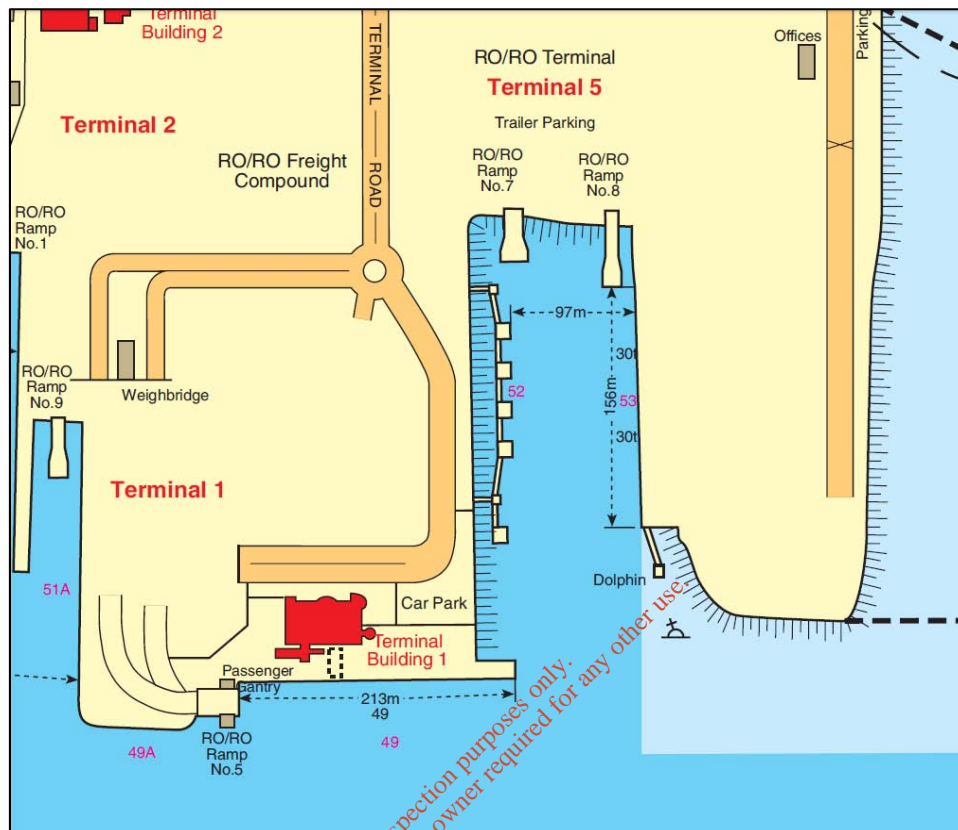 Terminal
Building 2
Terminal 2
RO/RO Freight
Compound
TERMINAL
ROAD
RO/RO Terminal
Terminal 5
Trailer Parking
RO/RO
Ramp
No.7
RO/RO
Ramp
No.8
Offices
Parking
RO/RO
Ramp
No.1
97m
30t
52
156m
53
30t
RO/RO
Ramp
No.9
Weighbridge
Terminal 1
51A
Dolphin
Car Park
Terminal
Building 1
Passenger
Gantry
213m
49
49
49A
RO/RO
Ramp
No.5
spection purposes only.
owner required for any other use.